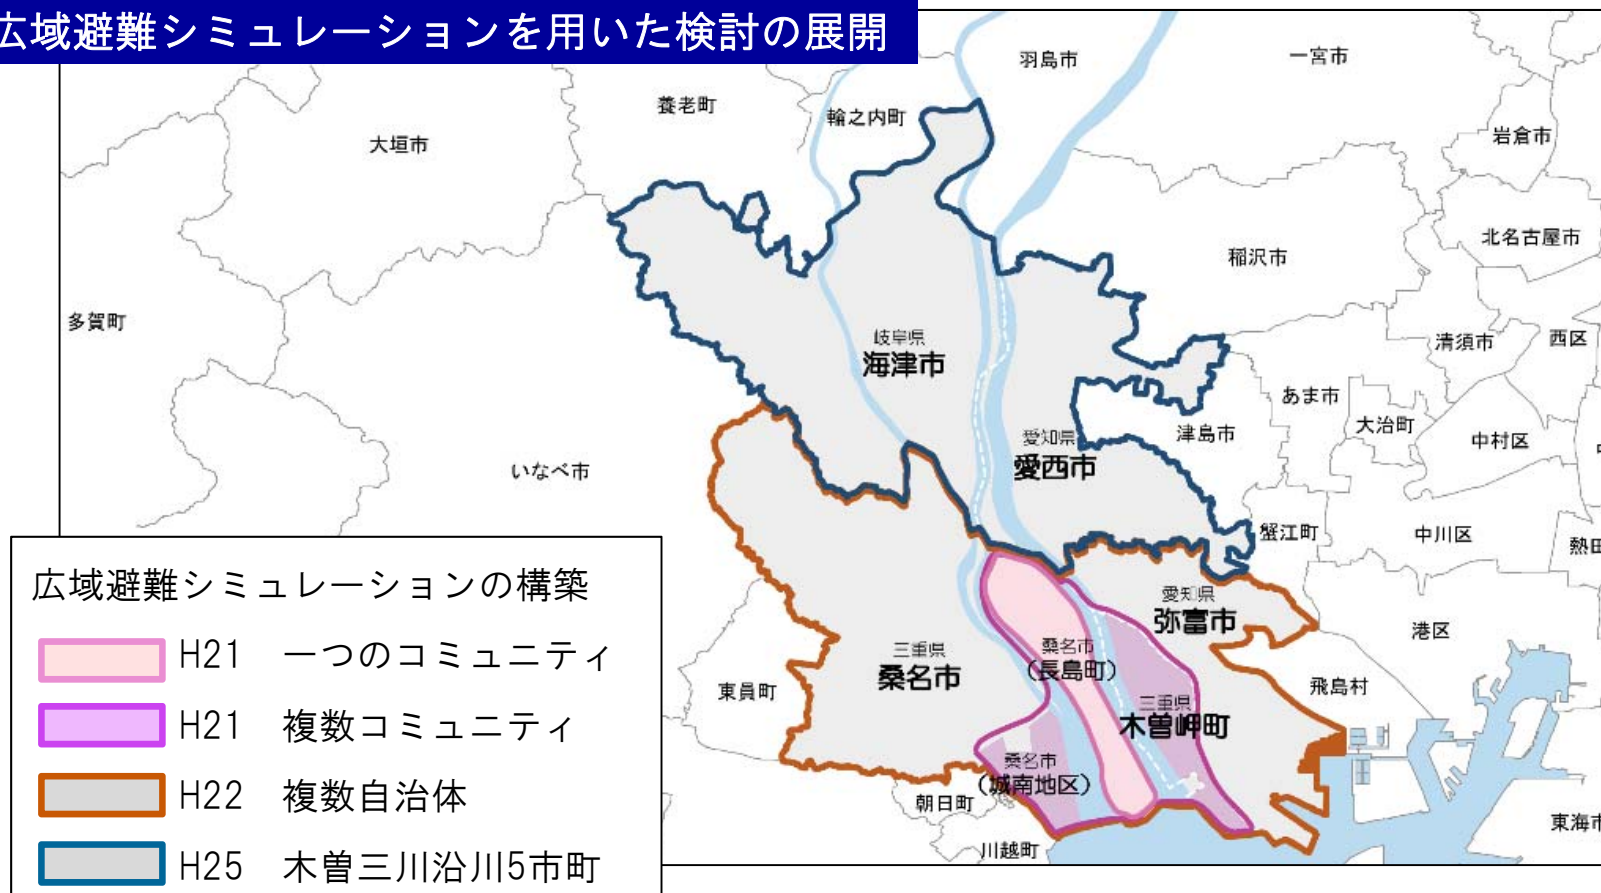 広域避難シミュレーションを用いた検討の展開
羽島市
一宮市
養老町
輪之内町
大垣市
岩倉市
北名古屋市
稲沢市
多賀町
岐阜県
海津市
清須市
西区
あま市
大治町
津島市
中村区
愛知県
愛西市
いなべ市
蟹江町
中川区
愛知県
弥富市
港区
三重県
桑名市
桑名市
(長島町)
東員町
飛島村
三重県
木曽岬町
桑名市
(城南地区)
朝日町
川越町
広域避難シミュレーションの構築
H21 一つのコミュニティ
H21 複数コミュニティ
H22 複数自治体
H25 木曽三川沿川5市町